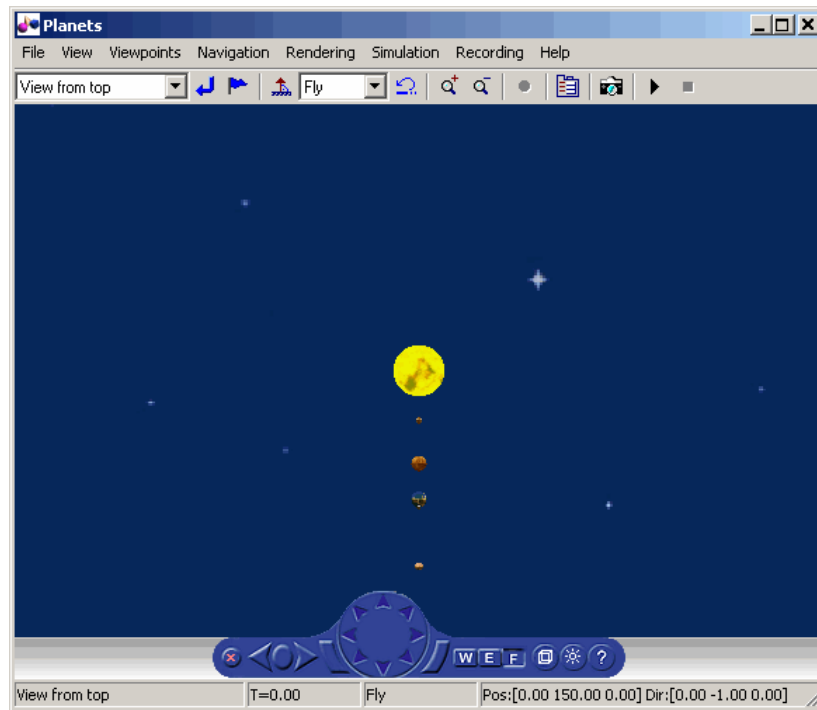 Planets
File View Viewpoints Navigation Rendering Simulation Recording Help
View from top Fly
W E F ?
View from top T=0.00 Fly Pos:[0.00 150.00 0.00] Dir:[0.00 -1.00 0.00]